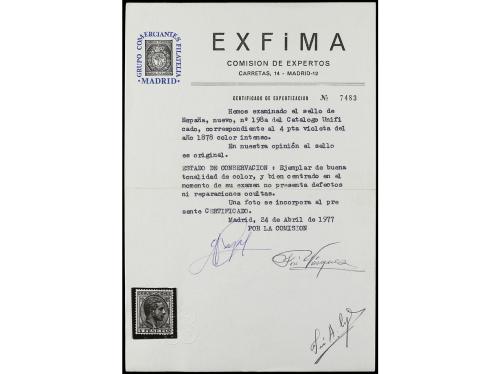 GRUPO COMERCIANTES FILATELIA
MADRID
EXFiMA
COMISION DE EXPERTOS
CARRETAS, 14 - MADRID-12
CERTIFICADO DE EXPERTIZACION № 7483
Hemos examinado el sello de
España, nuevo, nº 198a del Catalogo Unifi
cado, correspondiente al 4 pta violeta del
año 1878 color intenso.
En nuestra opinión el sello
es original.
ESTADO DE CONSERVACION : Ejemplar de buena
tonalidad de color, y bien centrado en el
momento de su examen no presenta defectos
ni reparaciones ocultas.
Una foto se incorpora al pre
sente CERTIFICADO.
Madrid, 24 de Abril de 1977
POR LA COMISION
4 PESETAS